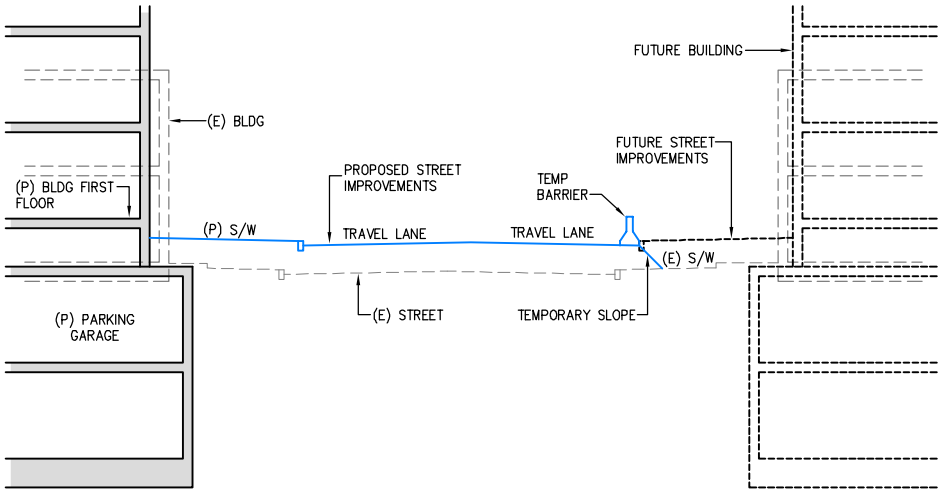 FUTURE BUILDING
(E) BLDG
FUTURE STREET
IMPROVEMENTS
PROPOSED STREET
IMPROVEMENTS
TEMP
BARRIER
(P) BLDG FIRST
FLOOR
(P) S/W
TRAVEL LANE
TRAVEL LANE
(E) S/W
(P) PARKING
GARAGE
(E) STREET
TEMPORARY SLOPE